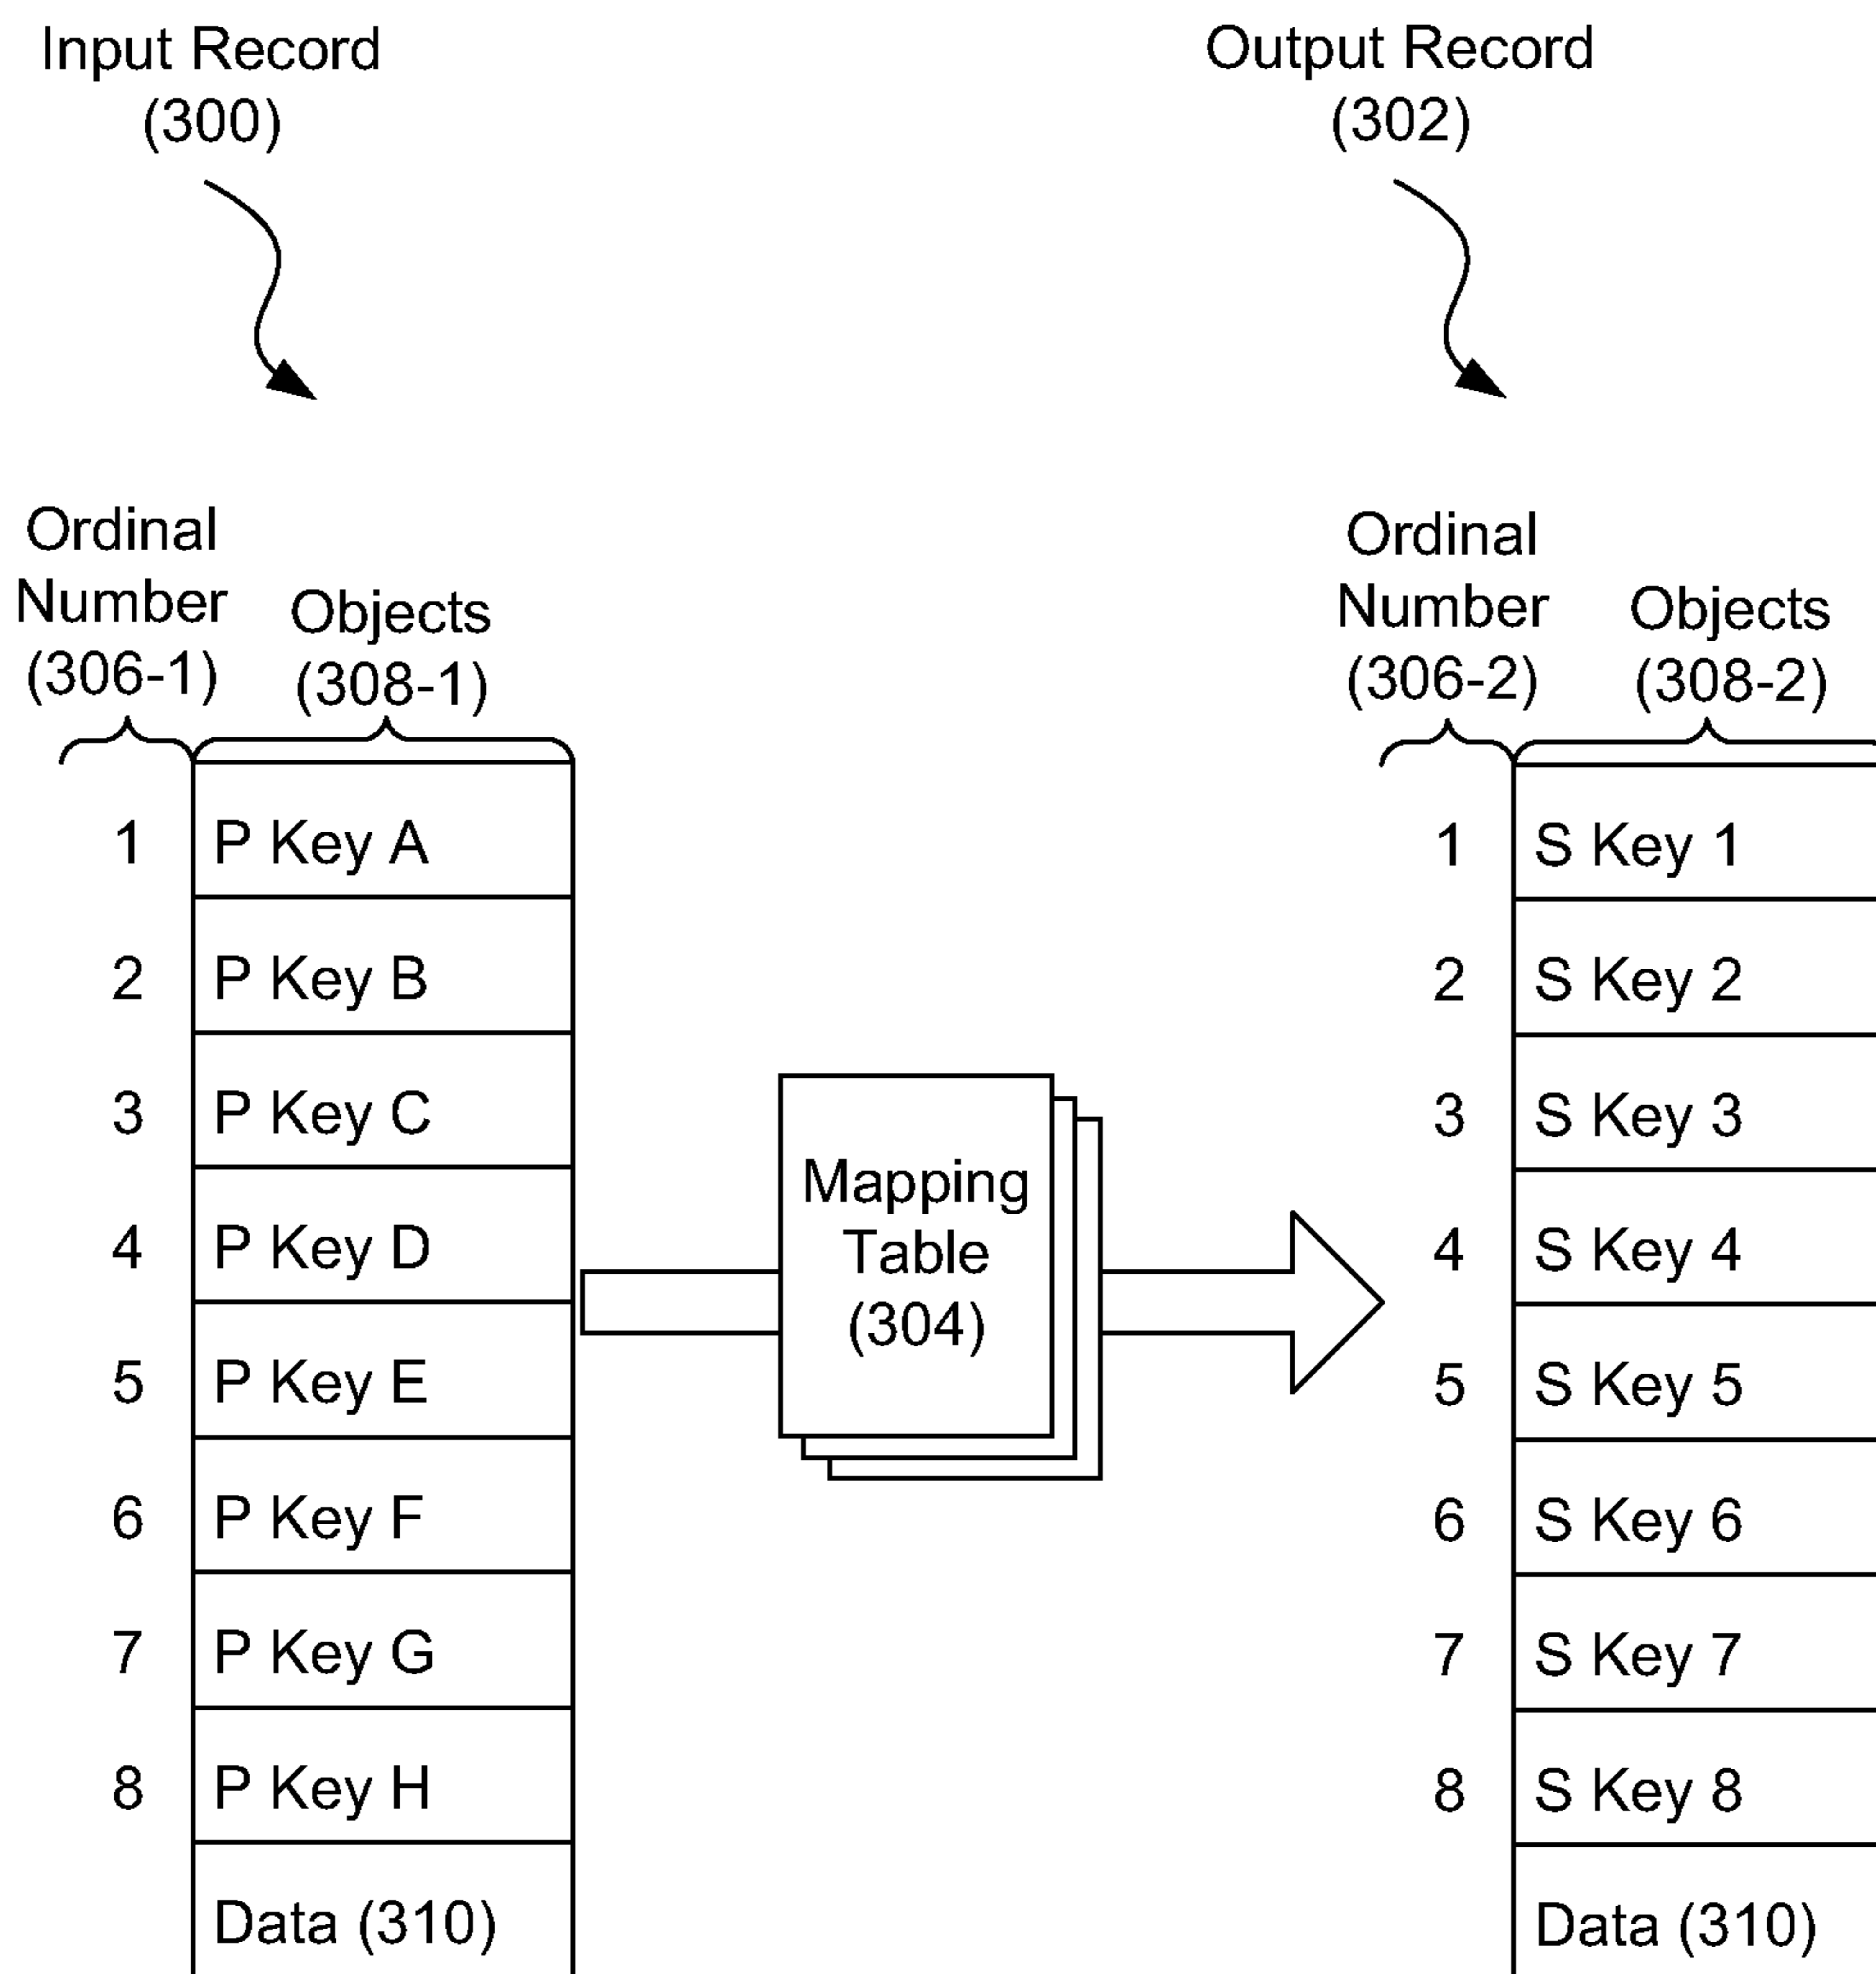 Input Record
(300)
Output Record
(302)
Ordinal
Number
(306-1)
Objects
(308-1)
1 P Key A
2 P Key B
3 P Key C
4 P Key D
5 P Key E
6 P Key F
7 P Key G
8 P Key H
Data (310)
Mapping
Table
(304)
Ordinal
Number
(306-2)
Objects
(308-2)
1 S Key 1
2 S Key 2
3 S Key 3
4 S Key 4
5 S Key 5
6 S Key 6
7 S Key 7
8 S Key 8
Data (310)